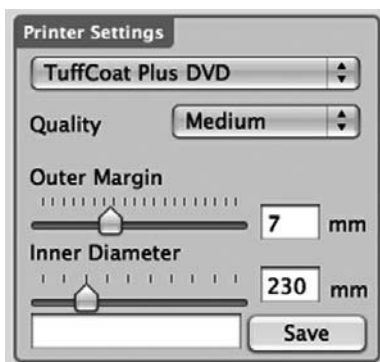 Printer Settings
TuffCoat Plus DVD
Quality Medium
Outer Margin
7 mm
Inner Diameter
230 mm
Save